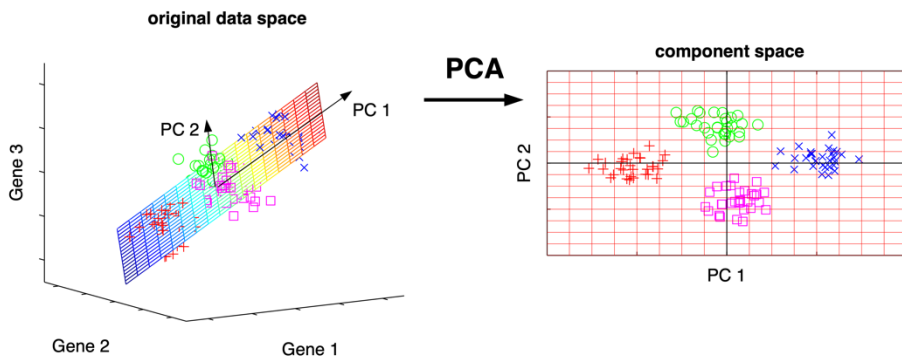 original data space
PCA
component space
PC 1
PC 2
Gene 3
Gene 2
Gene 1
PC 2
PC 1